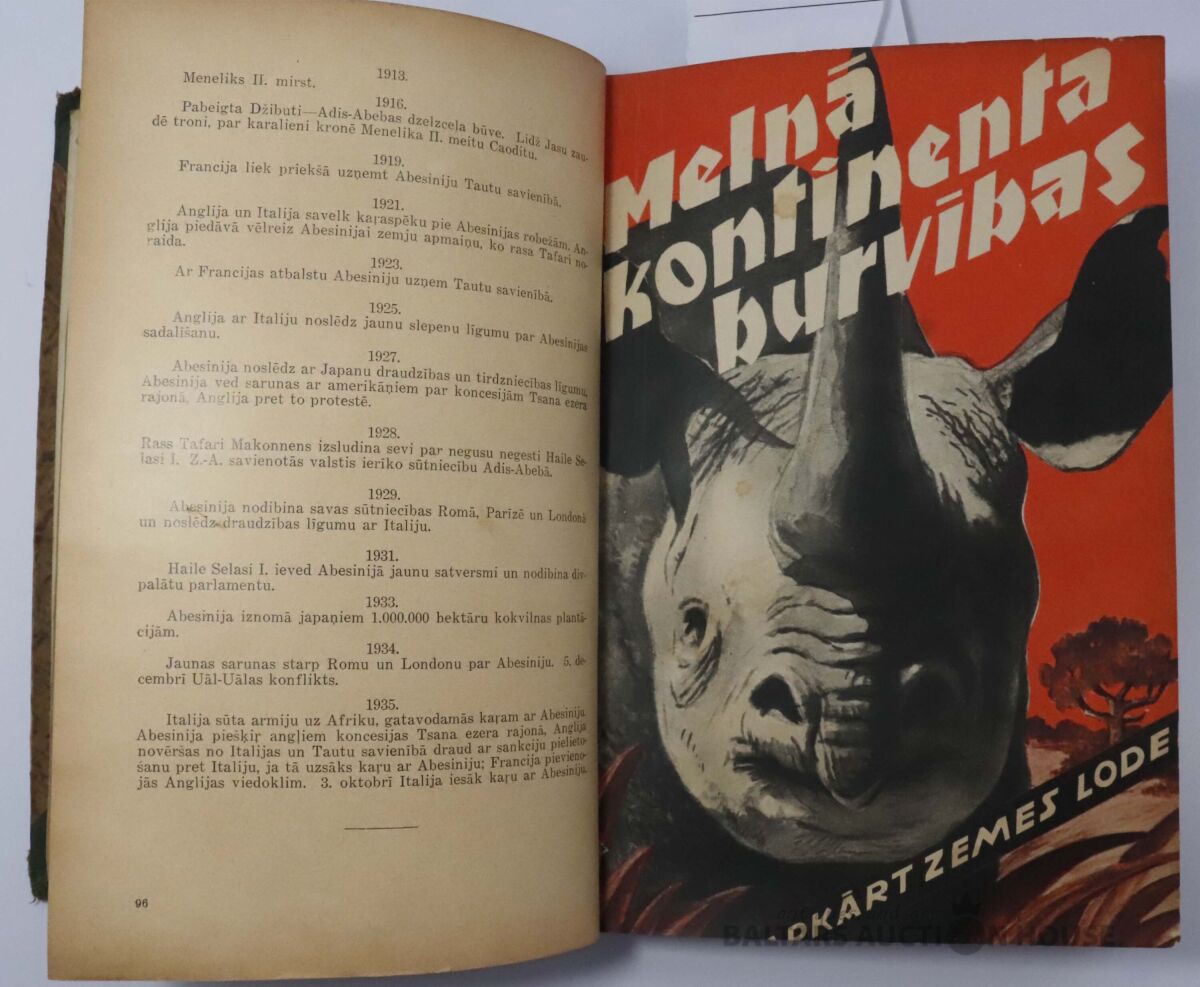 1913.
Meneliks II. mirst.
1916.
Pabeigta Džibuti—Adis-Abebas dzelzceļa būve. Lidž Jasu zau-
dē troni, par karalieni kronē Menelika II. meitu Caodītu.
1919.
Francija liek priekšā uzņemt Abesiniju Tautu savienībā.
1921.
Anglija un Italija savelk kaŗaspēku pie Abesinijas robežām. An-
glija piedāvā vēlreiz Abesinijai zemju apmaiņu, ko rasa Tafari no-
raida.
1923.
Ar Francijas atbalstu Abesiniju uzņem Tautu savienībā.
1925.
Anglija ar Italiju noslēdz jaunu slepenu līgumu par Abesinijas
sadalīšanu.
1927.
Abesinija noslēdz ar Japanu draudzības un tirdzniecības līgumu,
Abesinija ved sarunas ar amerikāņiem par koncesijām Tsana ezera
rajonā, Anglija pret to protestē.
1928.
Rass Tafari Makonnens izsludina sevi par negusu negesti Haile Se-
lasi I. Z.-A. savienotās valstis ierīko sūtniecību Adis-Abebā.
1929.
Abesinija nodibina savas sūtniecības Romā, Parīzē un Londonā
un noslēdz draudzības līgumu ar Italiju.
1931.
Haile Selasi I. ieved Abesinijā jaunu satversmi un nodibina div-
palātu parlamentu.
1933.
Abesinija iznomā japaņiem 1.000.000 bektāru kokvilnas plantā-
cijām.
1934.
Jaunas sarunas starp Romu un Londonu par Abesiniju. 5. de-
cembrī Uāl-Uālas konflikts.
1935.
Italija sūta armiju uz Afriku, gatavodamās kaŗam ar Abesiniju.
Abesinija piešķir angļiem koncesijas Tsana ezera rajonā, Anglija
novēršas no Italijas un Tautu savienībā draud ar sankciju pielieto-
šanu pret Italiju, ja tā uzsāks kaŗu ar Abesiniju; Francija pievieno-
jās Anglijas viedoklim. 3. oktobrī Italija iesāk kaŗu ar Abesiniju.
96
Melnā
kontinenta
burvības
APKĀRT ZEMES LODE
BALTARS AUCTION HOUSE